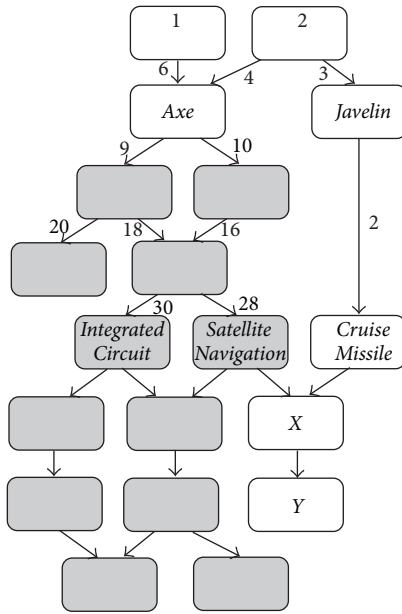 1
2
6
4
3
Axe
Javelin
9
10
20
18
16
2
30
28
Integrated
Circuit
Satellite
Navigation
Cruise
Missile
X
Y